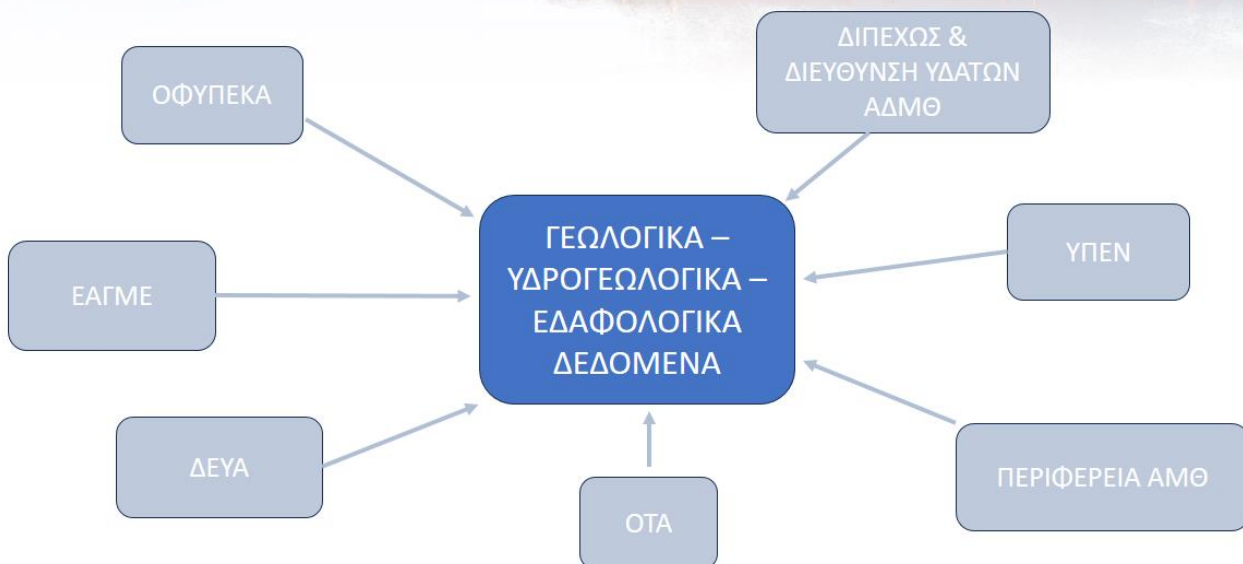 ΟΦΥΠΕΚΑ
ΔΙΠΕΧΩΣ &
ΔΙΕΥΘΥΝΣΗ ΥΔΑΤΩΝ
ΑΔΜΘ
ΓΕΩΛΟΓΙΚΑ –
ΥΔΡΟΓΕΩΛΟΓΙΚΑ –
ΕΔΑΦΟΛΟΓΙΚΑ
ΔΕΔΟΜΕΝΑ
ΥΠΕΝ
ΕΑΓΜΕ
ΔΕΥΑ
ΟΤΑ
ΠΕΡΙΦΕΡΕΙΑ ΑΜΘ